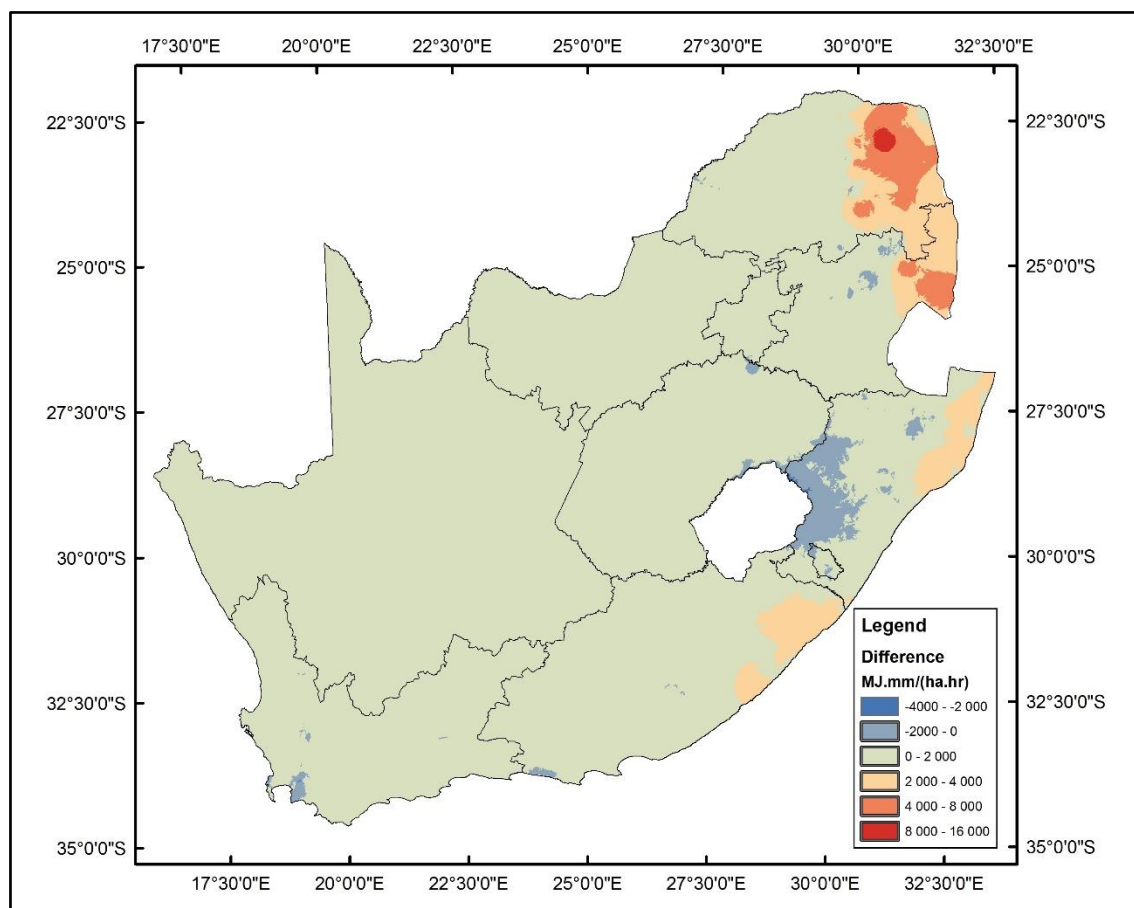 17°30'0"E 20°0'0"E 22°30'0"E 25°0'0"E 27°30'0"E 30°0'0"E 32°30'0"E
22°30'0"S 22°30'0"S
25°0'0"S 25°0'0"S
27°30'0"S 27°30'0"S
30°0'0"S 30°0'0"S
32°30'0"S 32°30'0"S
35°0'0"S 35°0'0"S
Legend
Difference
MJ.mm/(ha.hr)
-4000 - -2 000
-2000 - 0
0 - 2 000
2 000 - 4 000
4 000 - 8 000
8 000 - 16 000
17°30'0"E 20°0'0"E 22°30'0"E 25°0'0"E 27°30'0"E 30°0'0"E 32°30'0"E